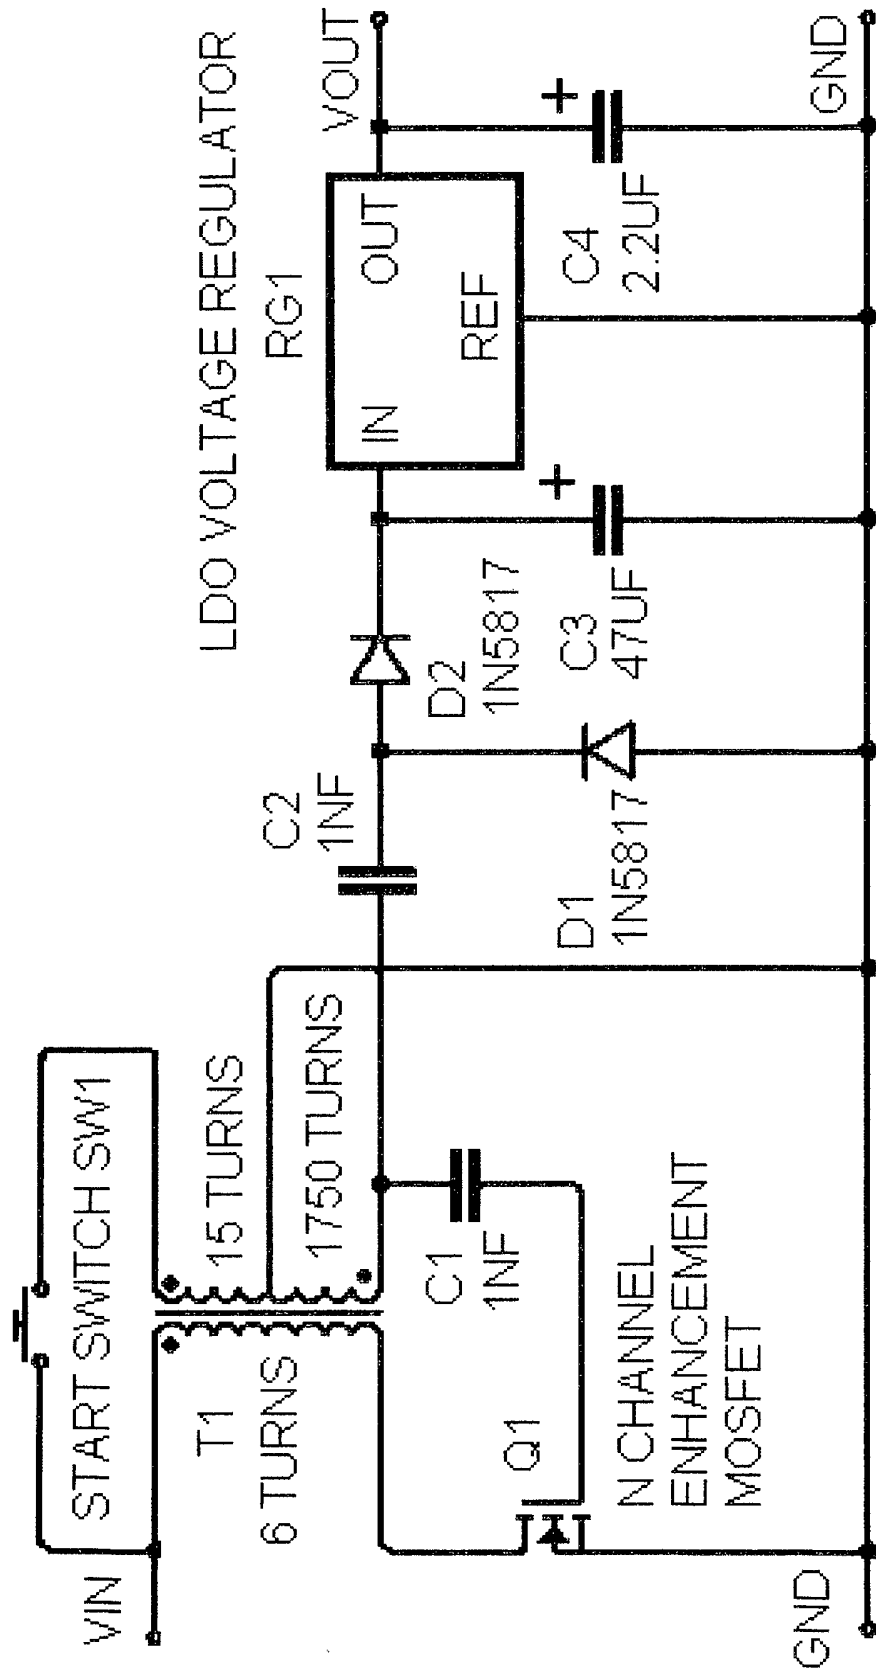 VIN
START SWITCH SW1
T1
6 TURNS
15 TURNS
1750 TURNS
C1
1NF
Q1
N CHANNEL
ENHANCEMENT
MOSFET
GND
C2
1NF
D1
1N5817
D2
1N5817
C3
47UF
+
LDO VOLTAGE REGULATOR
RG1
IN
OUT
REF
+
C4
2.2UF
VOUT
GND